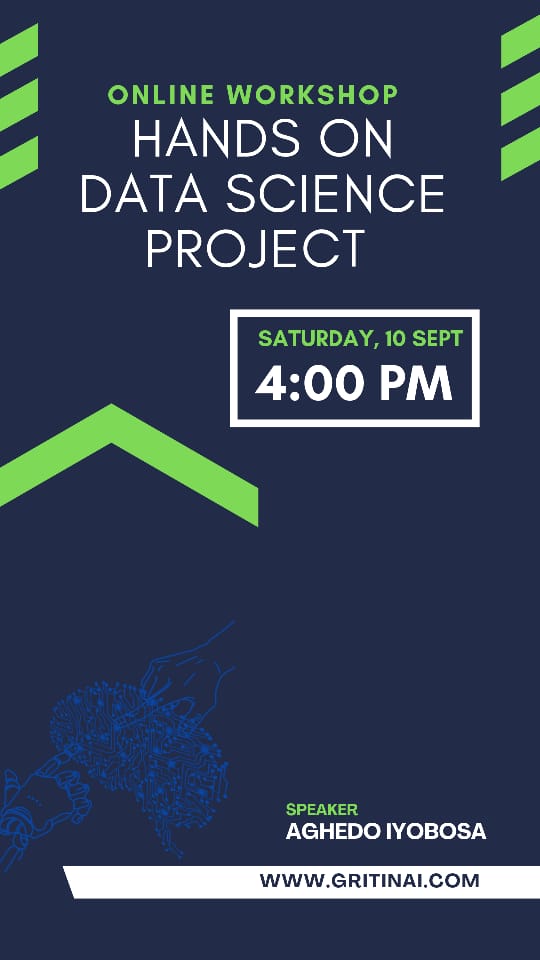 ONLINE WORKSHOP
HANDS ON
DATA SCIENCE
PROJECT
SATURDAY, 10 SEPT
4:00 PM
SPEAKER
AGHEDO IYOBOSA
WWW.GRITINAI.COM